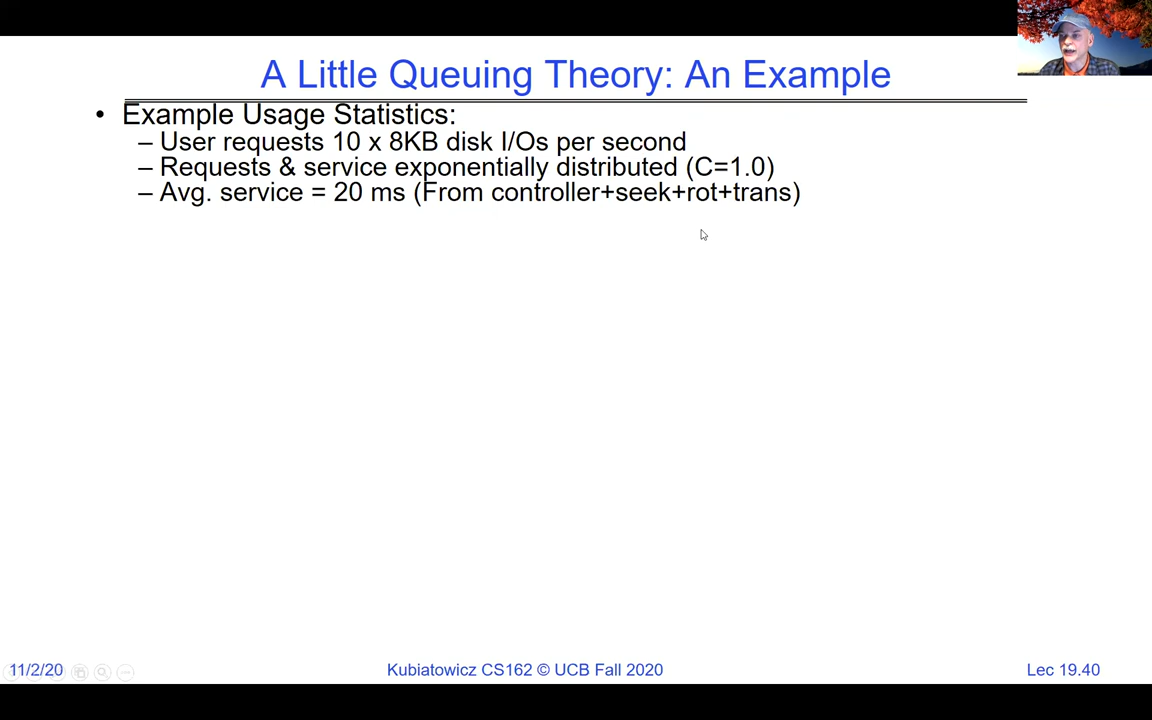 A Little Queuing Theory: An Example
• Example Usage Statistics:
– User requests 10 x 8KB disk I/Os per second
– Requests & service exponentially distributed (C=1.0)
– Avg. service = 20 ms (From controller+seek+rot+trans)
11/2/20
Kubiatowicz CS162 © UCB Fall 2020
Lec 19.40